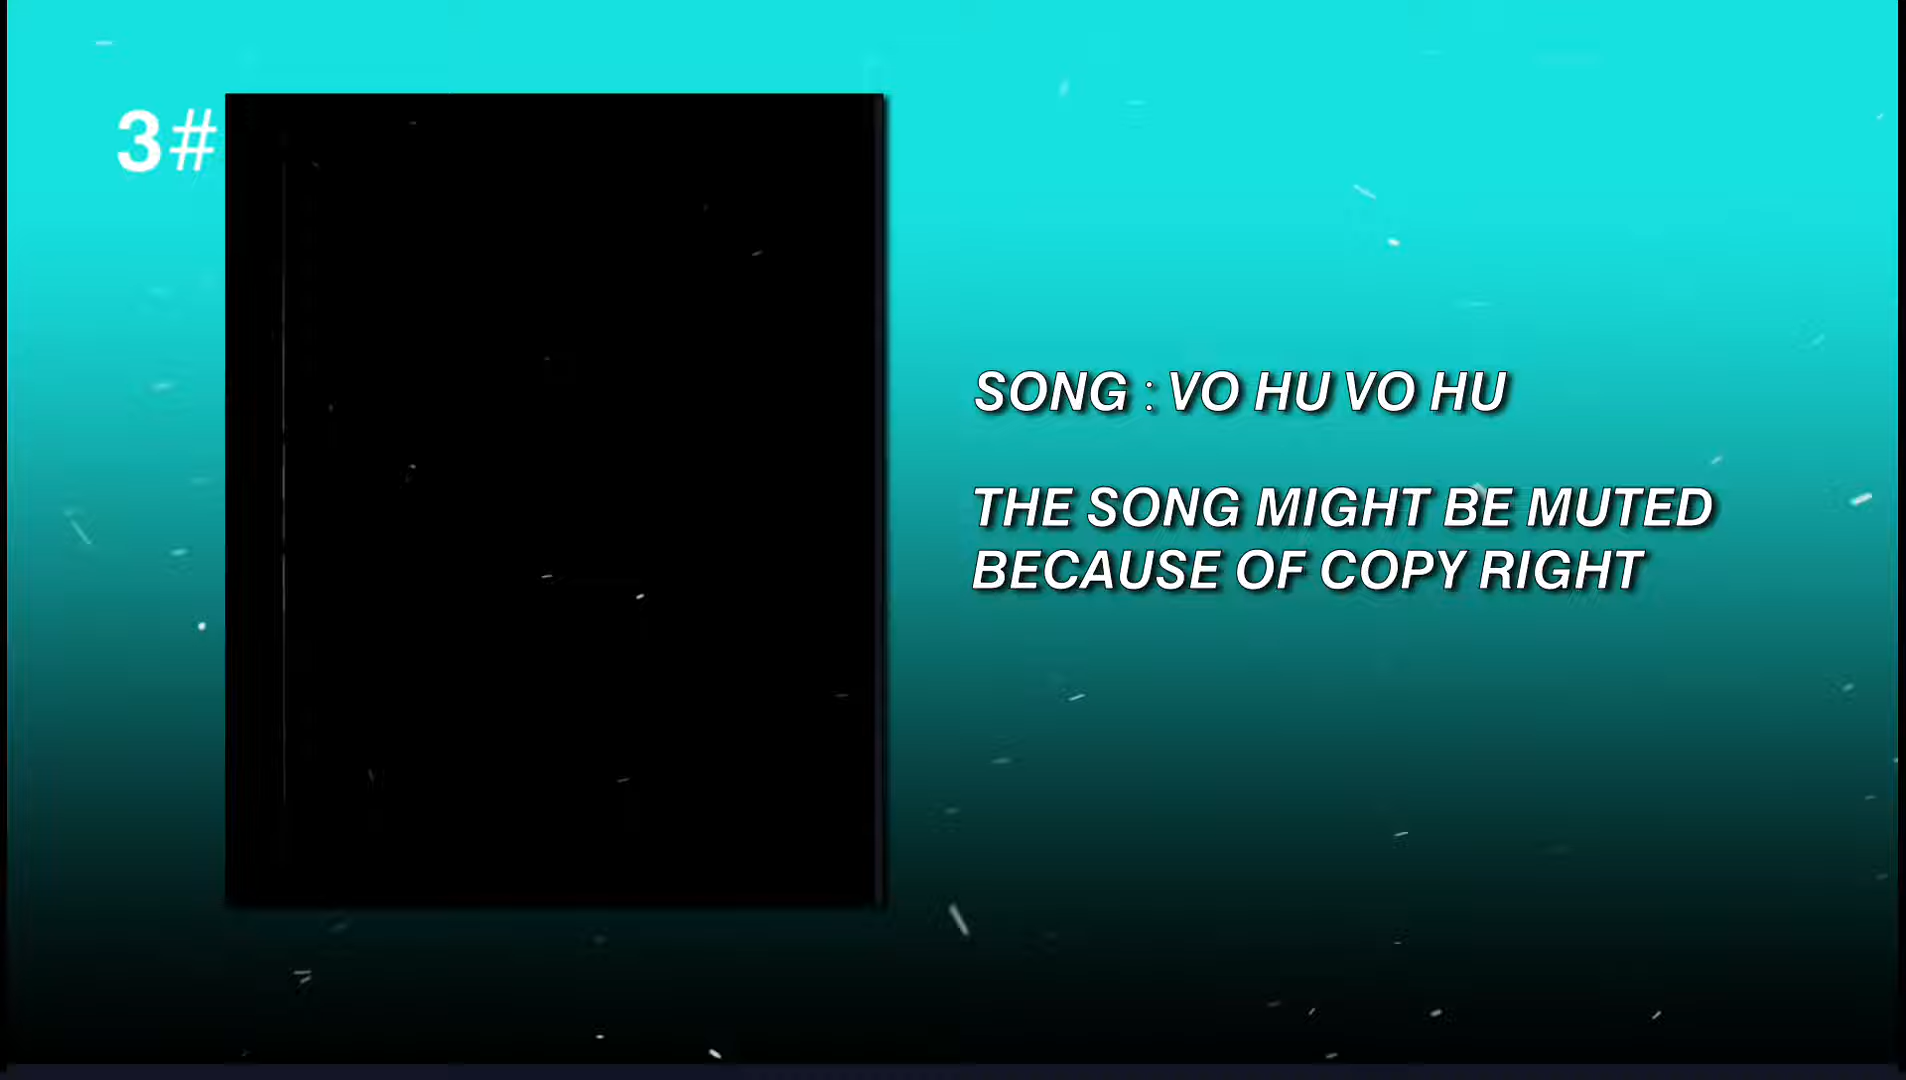 3#
SONG : VO HU VO HU
THE SONG MIGHT BE MUTED
BECAUSE OF COPY RIGHT